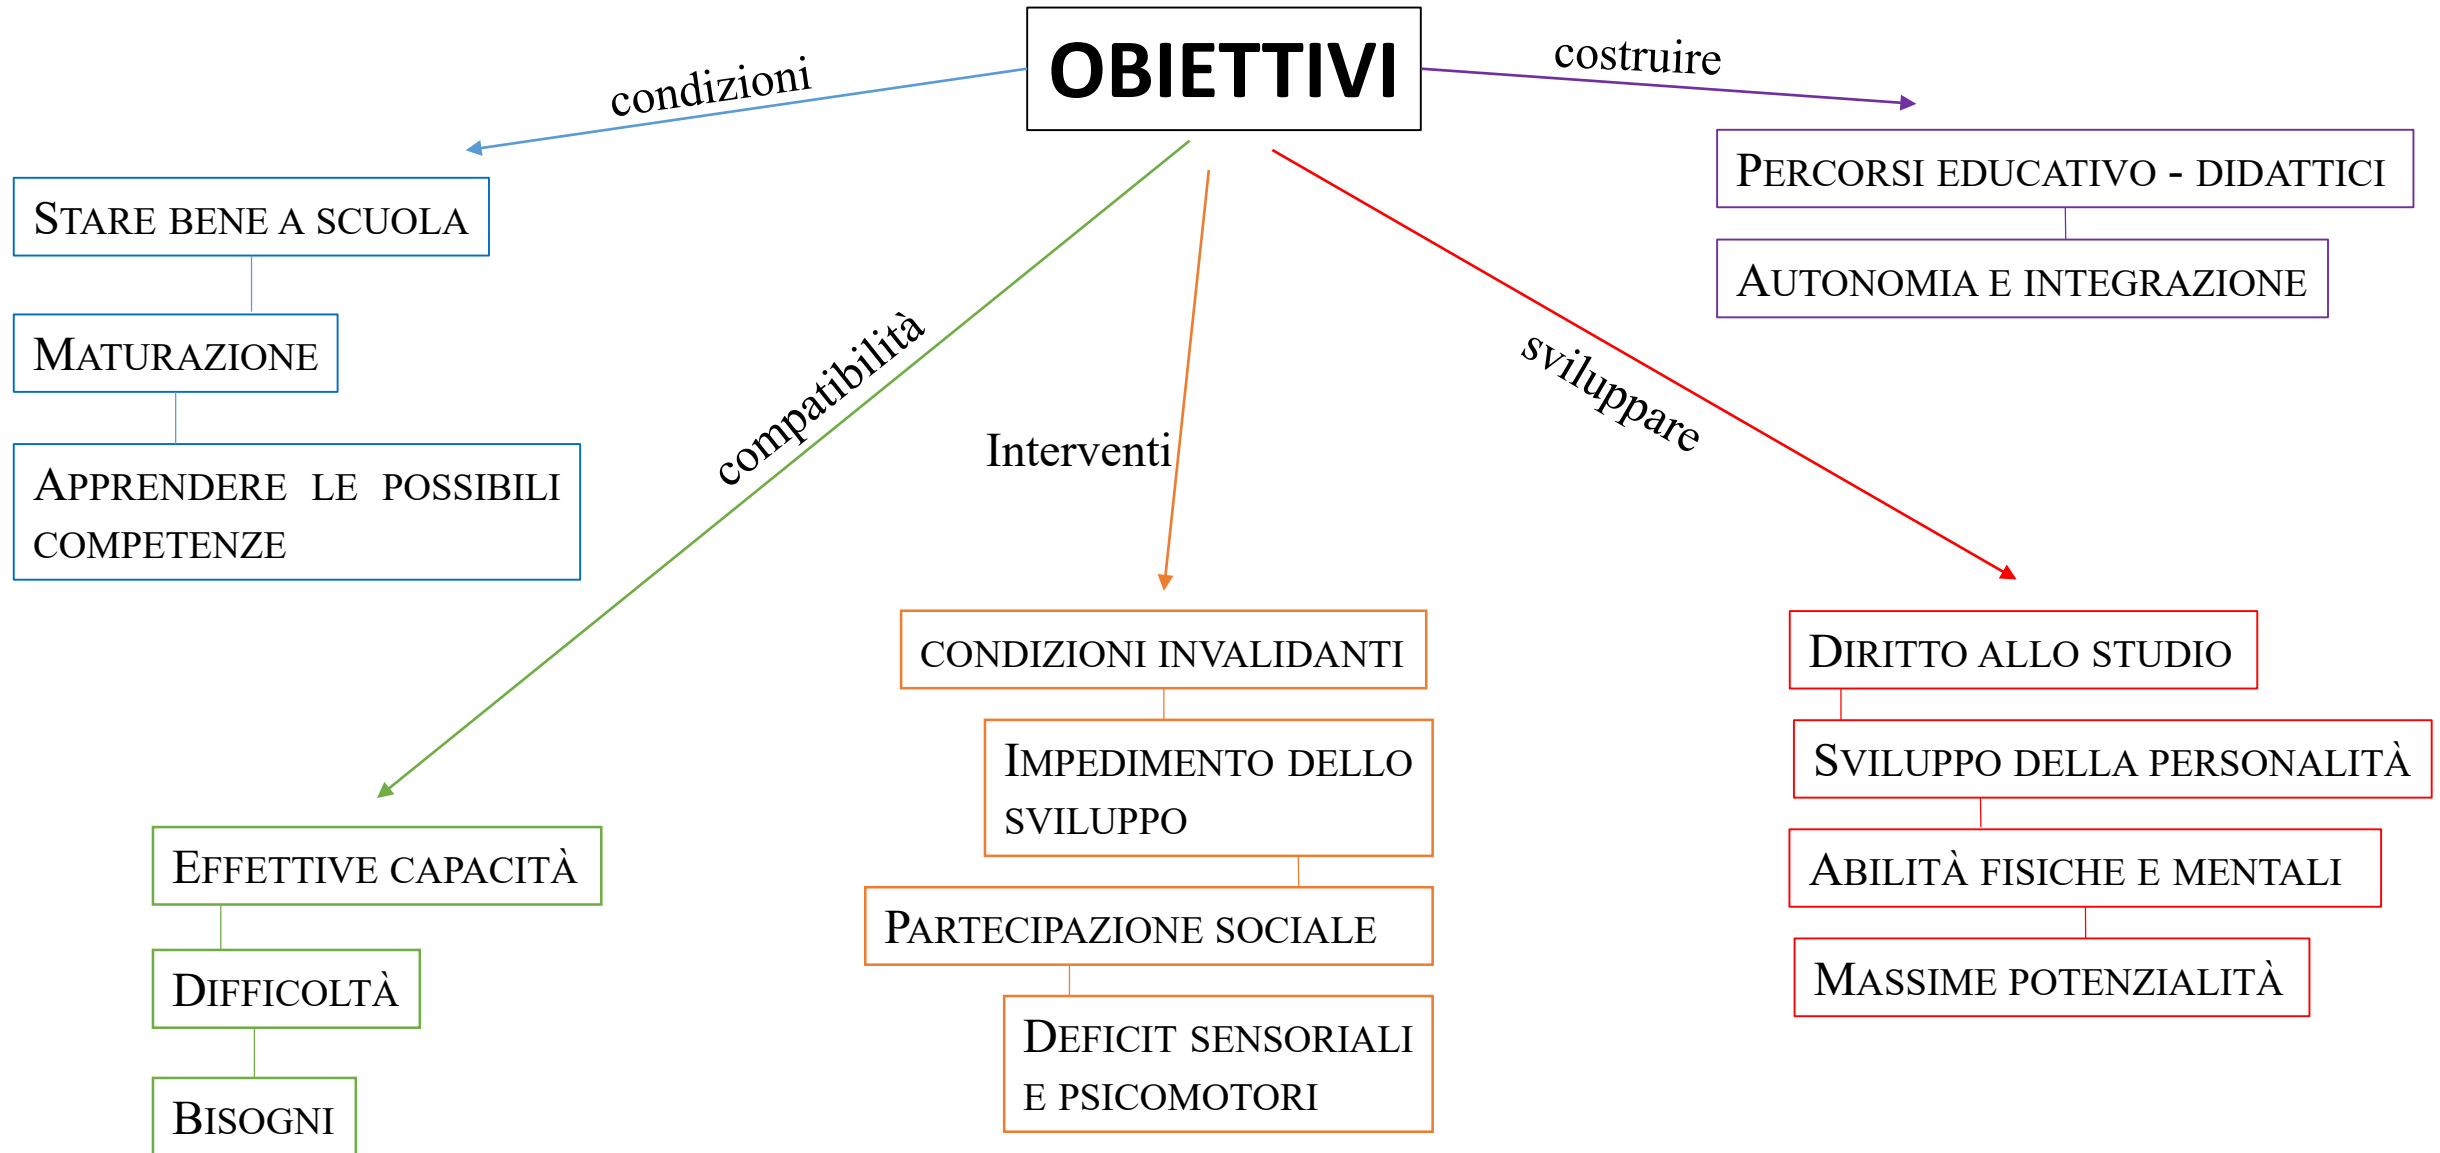 OBIETTIVI
condizioni
STARE BENE A SCUOLA
MATURAZIONE
APPRENDERE LE POSSIBILI
COMPETENZE
compatibilità
EFFETTIVE CAPACITÀ
DIFFICOLTÀ
BISOGNI
Interventi
CONDIZIONI INVALIDANTI
IMPEDIMENTO DELLO
SVILUPPO
PARTECIPAZIONE SOCIALE
DEFICIT SENSORIALI
E PSICOMOTORI
sviluppare
DIRITTO ALLO STUDIO
SVILUPPO DELLA PERSONALITÀ
ABILITÀ FISICHE E MENTALI
MASSIME POTENZIALITÀ
costruire
PERCORSI EDUCATIVO - DIDATTICI
AUTONOMIA E INTEGRAZIONE